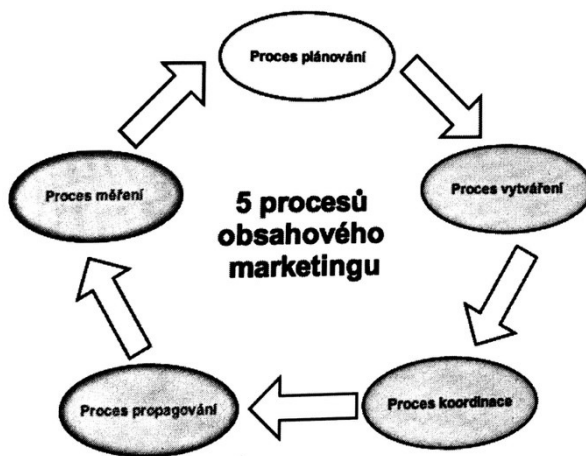 Proces plánování
Proces vytváření
Proces koordinace
Proces propagování
Proces měření
5 procesů
obsahového
marketingu